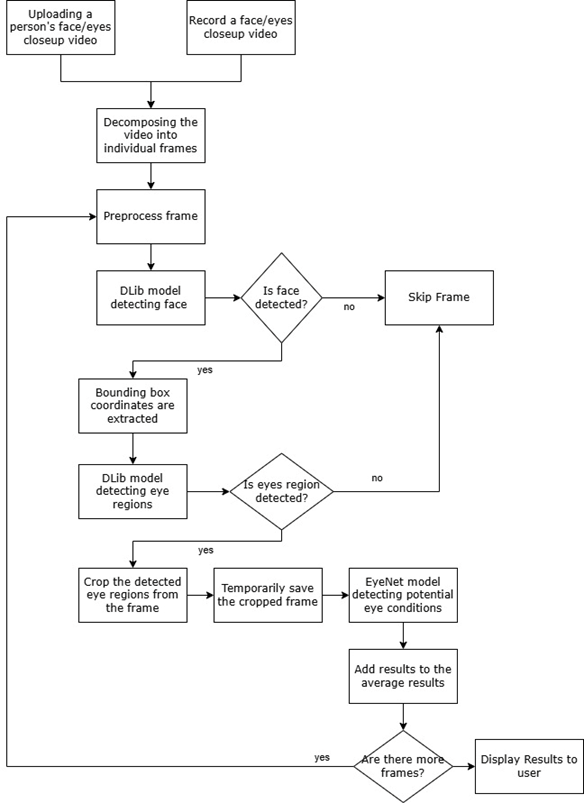 Uploading a
person's face/eyes
closeup video
Record a face/eyes
closeup video
Decomposing the
video into
individual frames
Preprocess frame
DLib model
detecting face
Is face
detected?
no
Skip Frame
yes
Bounding box
coordinates are
extracted
DLib model
detecting eye
regions
Is eyes region
detected?
no
yes
Crop the detected
eye regions from
the frame
Temporarily save
the cropped frame
EyeNet model
detecting potential
eye conditions
Add results to the
average results
Are there more
frames?
yes
Display Results to
user